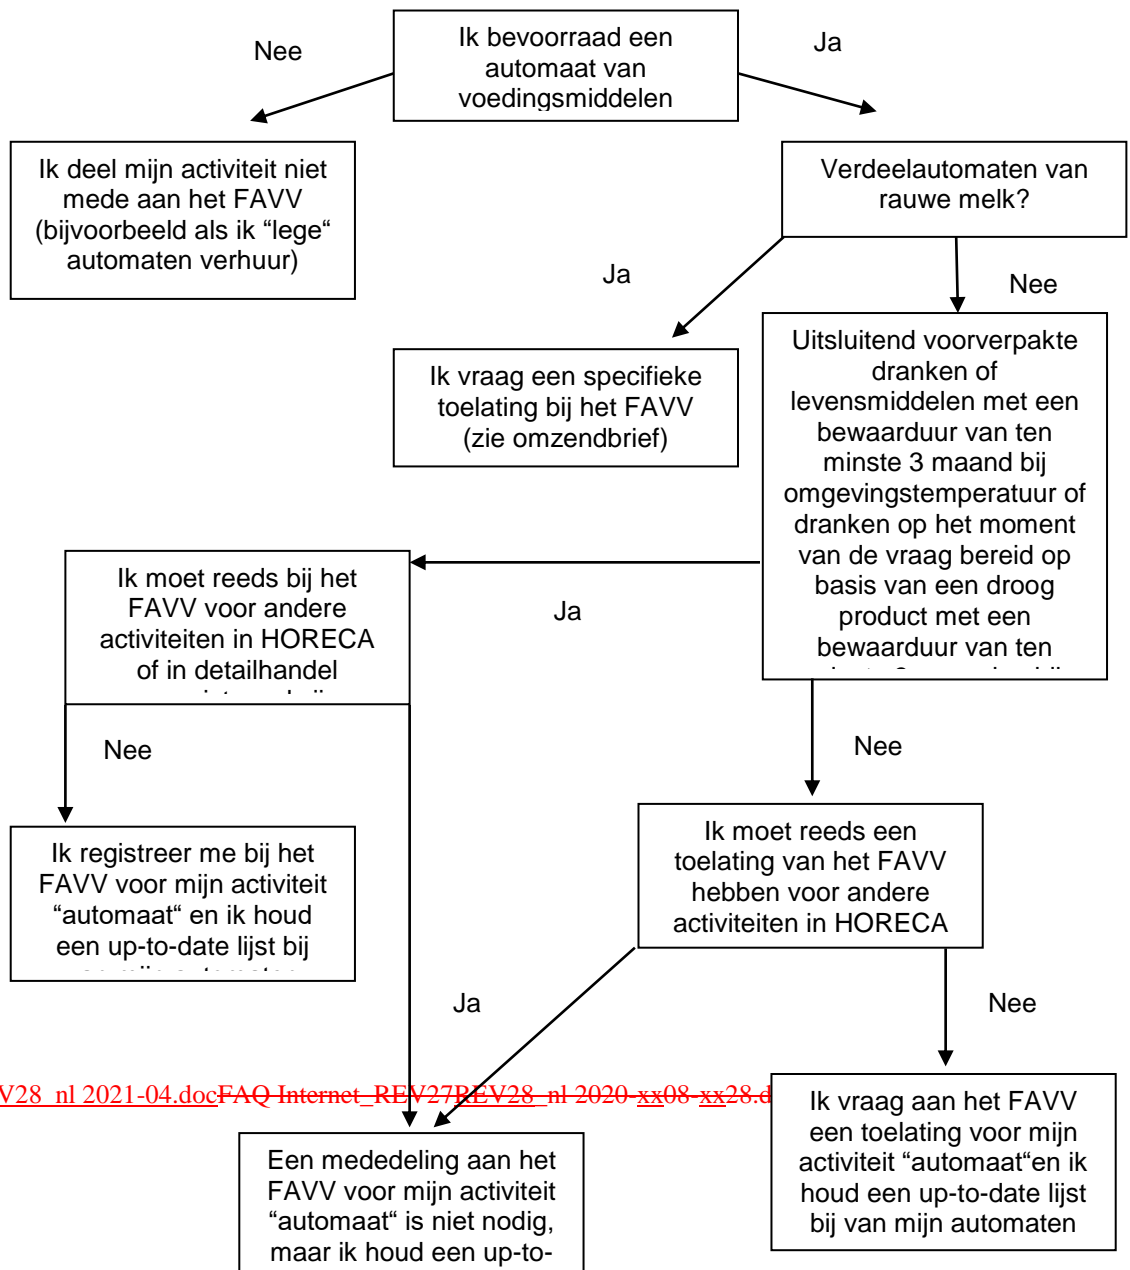 Nee
Ik bevoorraad een
automaat van
voedingsmiddelen
Ja
Ik deel mijn activiteit niet
mede aan het FAVV
(bijvoorbeeld als ik “lege“
automaten verhuur)
Verdeelautomaten van
rauwe melk?
Ja
Nee
Ik vraag een specifieke
toelating bij het FAVV
(zie omzendbrief)
Uitsluitend voorverpakte
dranken of
levensmiddelen met een
bewaarduur van ten
minste 3 maand bij
omgevingstemperatuur of
dranken op het moment
van de vraag bereid op
basis van een droog
product met een
bewaarduur van ten
Ik moet reeds bij het
FAVV voor andere
activiteiten in HORECA
of in detailhandel
Ja
Nee
Nee
Ik registreer me bij het
FAVV voor mijn activiteit
“automaat“ en ik houd
een up-to-date lijst bij
Ik moet reeds een
toelating van het FAVV
hebben voor andere
activiteiten in HORECA
Ja
Nee
V28_nl 2021-04.docFAQ Internet_REV27REV28_nl 2020-xx08-xx28.d
Een mededeling aan het
FAVV voor mijn activiteit
“automaat“ is niet nodig,
maar ik houd een up-to-
Ik vraag aan het FAVV
een toelating voor mijn
activiteit “automaat“en ik
houd een up-to-date lijst
bij van mijn automaten